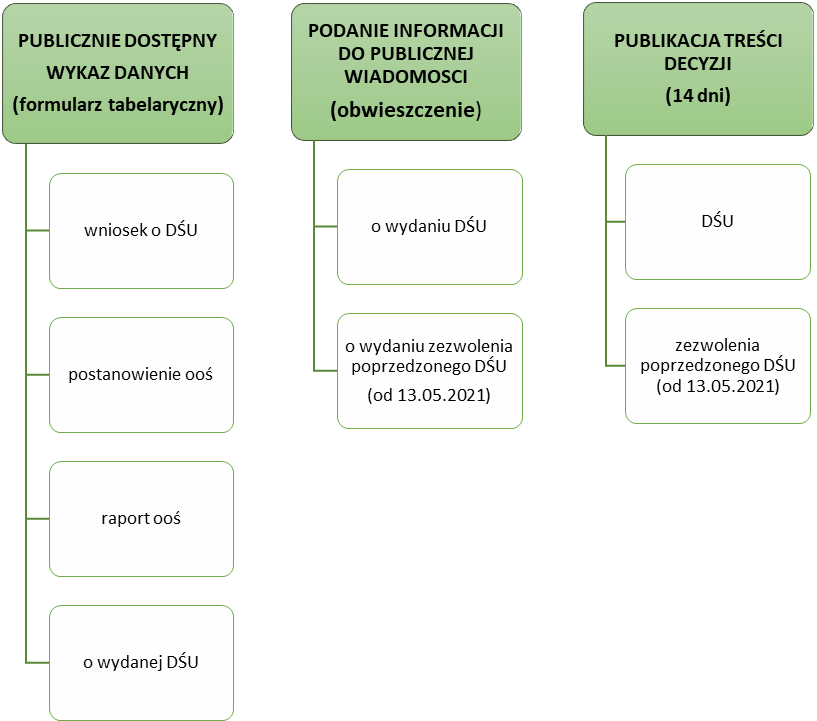 PUBLICZNIE DOSTĘPNY
WYKAZ DANYCH
(formularz tabelaryczny)
wniosek o DŚU
postanowienie ooś
raport ooś
o wydanej DŚU
PODANIE INFORMACJI
DO PUBLICZNEJ
WIADOMOSCI
(obwieszczenie)
o wydaniu DŚU
o wydaniu zezwolenia
poprzedzonego DŚU
(od 13.05.2021)
PUBLIKACJA TREŚCI
DECYZJI
(14 dni)
DŚU
zezwolenia
poprzedzonego DŚU
(od 13.05.2021)